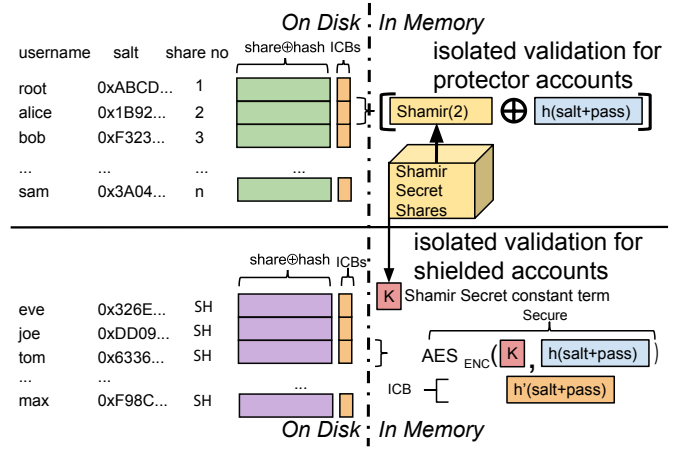 On Disk In Memory
username salt share no share⊕hash ICBs
isolated validation for
protector accounts
root 0xABCD... 1
alice 0x1B92... 2
bob 0xF323... 3
Shamir(2) ⊕ h(salt+pass)
... ... ...
sam 0x3A04... n
Shamir
Secret
Shares
isolated validation for
shielded accounts
share⊕hash ICBs
K Shamir Secret constant term
Secure
eve 0x326E... SH
joe 0xDD09... SH
tom 0x6336... SH
AES ENC ( K , h(salt+pass) )
... ... ...
ICB h'(salt+pass)
max 0xF98C... SH
On Disk In Memory